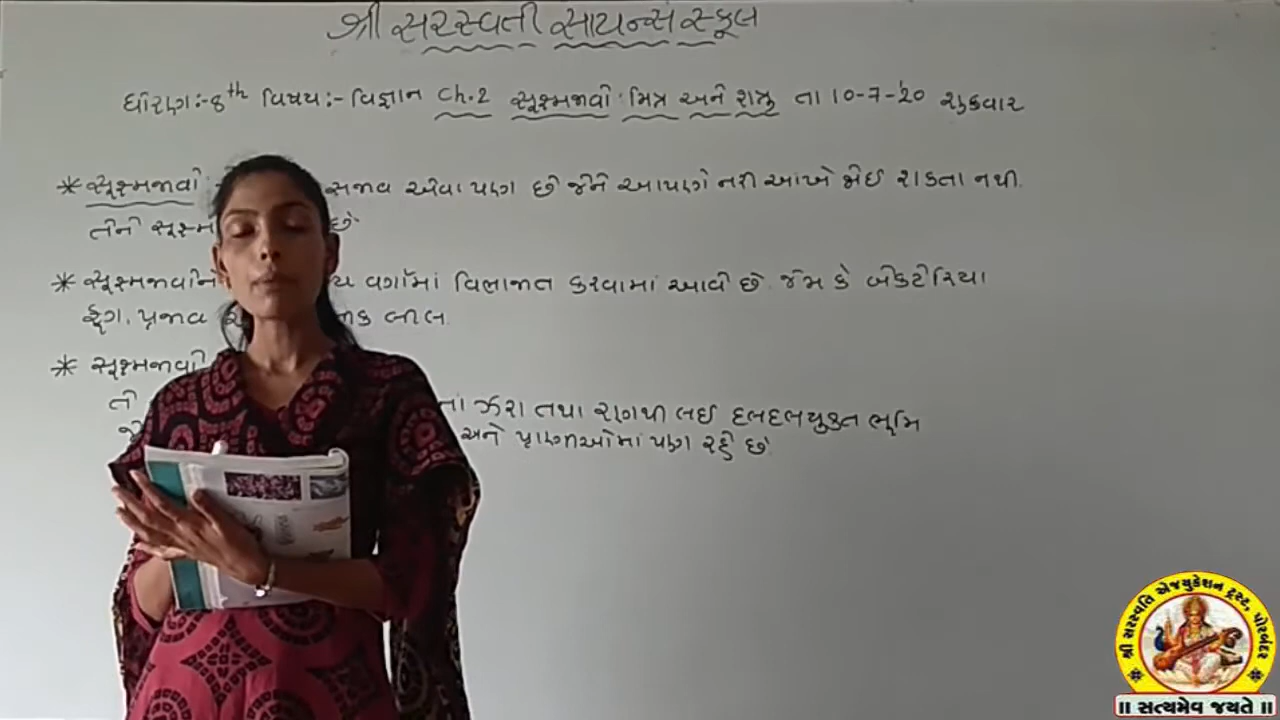 શ્રી સરસ્વતી સાયન્સ સ્કૂલ
ધોરણ:-8th વિષય:- વિજ્ઞાન Ch.2 સૂક્ષ્મજીવો : મિત્ર અને શત્રુ તા 10-7-20 શુક્રવાર
* સૂક્ષ્મજીવો સજીવ એવા પણ છે જેને આપણે નરી આંખે જોઈ શકતા નથી.
તેને સૂક્ષ્મ છે
* સૂક્ષ્મજીવોને વર્ગોમાં વિભાજીત કરવામાં આવે છે. જેમ કે બેક્ટેરિયા
ફૂગ, પ્રજીવ લીલ.
* સૂક્ષ્મજીવો
તે ઝરા તથા રણથી લઈ દલદલયુક્ત ભૂમિ
અને પ્રાણીઓમાં પણ રહે છે.
શ્રી સરસ્વતિ એજયુકેશન ટ્રસ્ટ, પોરબંદર
|| સત્યમેવ જયતે ||